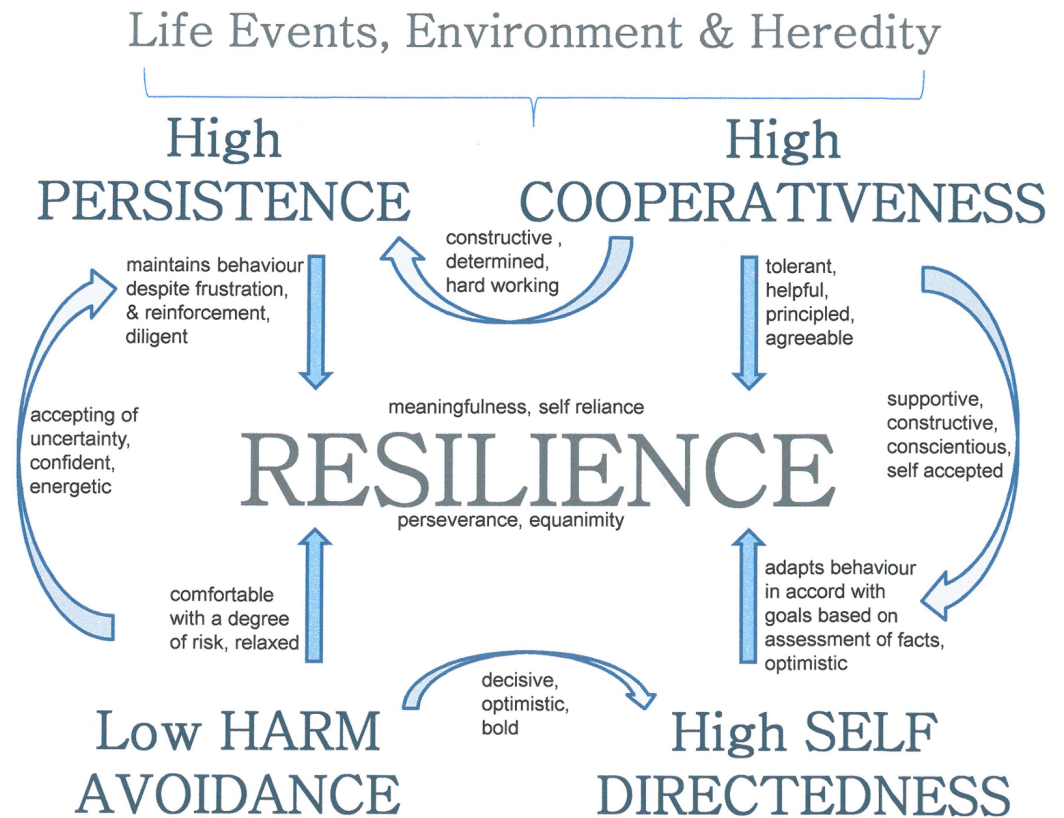 Life Events, Environment & Heredity
High
PERSISTENCE
High
COOPERATIVENESS
constructive ,
determined,
hard working
maintains behaviour
despite frustration,
& reinforcement,
diligent
tolerant,
helpful,
principled,
agreeable
accepting of
uncertainty,
confident,
energetic
supportive,
constructive,
conscientious,
self accepted
meaningfulness, self reliance
RESILIENCE
perseverance, equanimity
comfortable
with a degree
of risk, relaxed
adapts behaviour
in accord with
goals based on
assessment of facts,
optimistic
decisive,
optimistic,
bold
Low HARM
AVOIDANCE
High SELF
DIRECTEDNESS